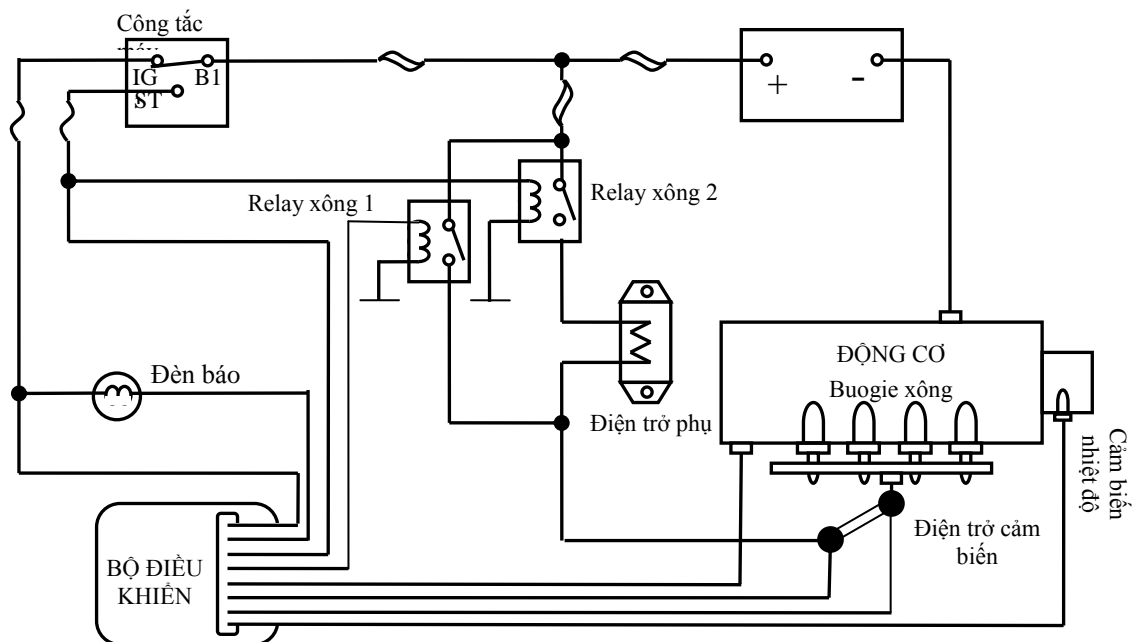 Công tắc
IG B1
ST
+ -
Relay xông 2
Relay xông 1
Đèn báo
Điện trở phụ
ĐỘNG CƠ
Buogie xông
Cảm biến
nhiệt độ
Điện trở cảm
biến
BỘ ĐIỀU
KHIỂN